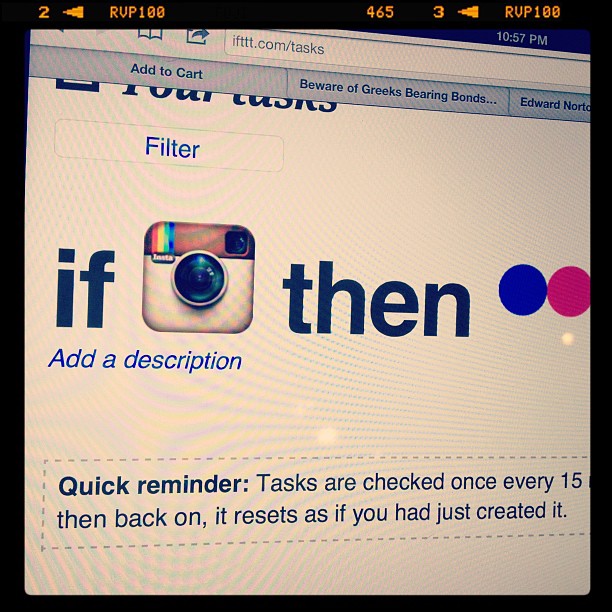 2 RVP100 465 3 RVP100
10:57 PM
ifttt.com/tasks
Add to Cart Beware of Greeks Bearing Bonds... Edward Norto
Your tasks
Filter
if Insta then
Add a description
Quick reminder: Tasks are checked once every 15
then back on, it resets as if you had just created it.